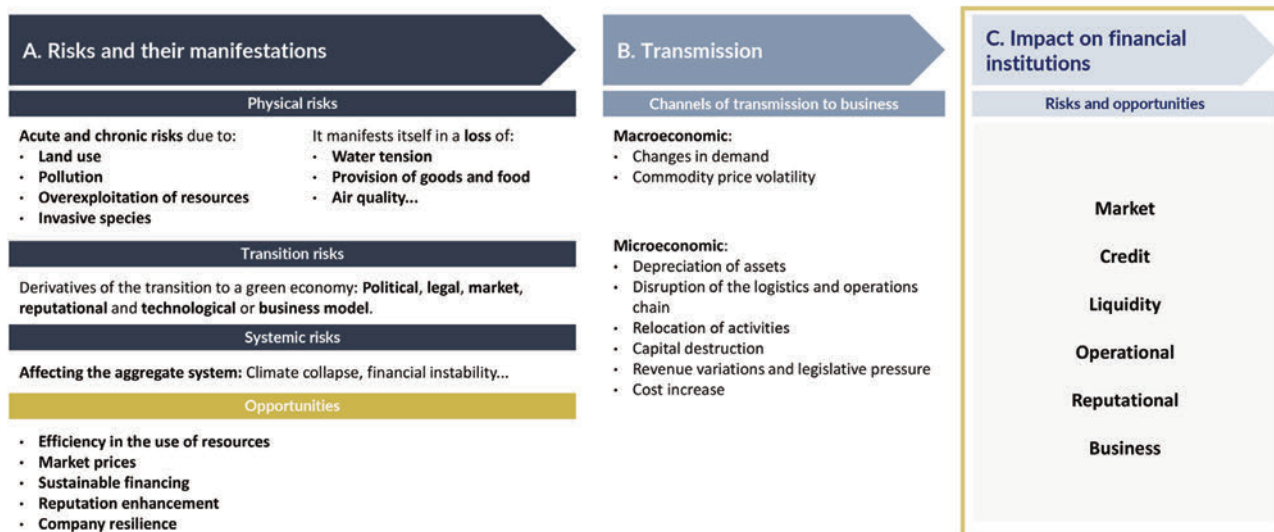 A. Risks and their manifestations
Physical risks
Acute and chronic risks due to:
• Land use
• Pollution
• Overexploitation of resources
• Invasive species
It manifests itself in a loss of:
• Water tension
• Provision of goods and food
• Air quality...
Transition risks
Derivatives of the transition to a green economy: Political, legal, market,
reputational and technological or business model.
Systemic risks
Affecting the aggregate system: Climate collapse, financial instability...
Opportunities
• Efficiency in the use of resources
• Market prices
• Sustainable financing
• Reputation enhancement
• Company resilience
B. Transmission
Channels of transmission to business
Macroeconomic:
• Changes in demand
• Commodity price volatility
Microeconomic:
• Depreciation of assets
• Disruption of the logistics and operations
chain
• Relocation of activities
• Capital destruction
• Revenue variations and legislative pressure
• Cost increase
C. Impact on financial
institutions
Risks and opportunities
Market
Credit
Liquidity
Operational
Reputational
Business